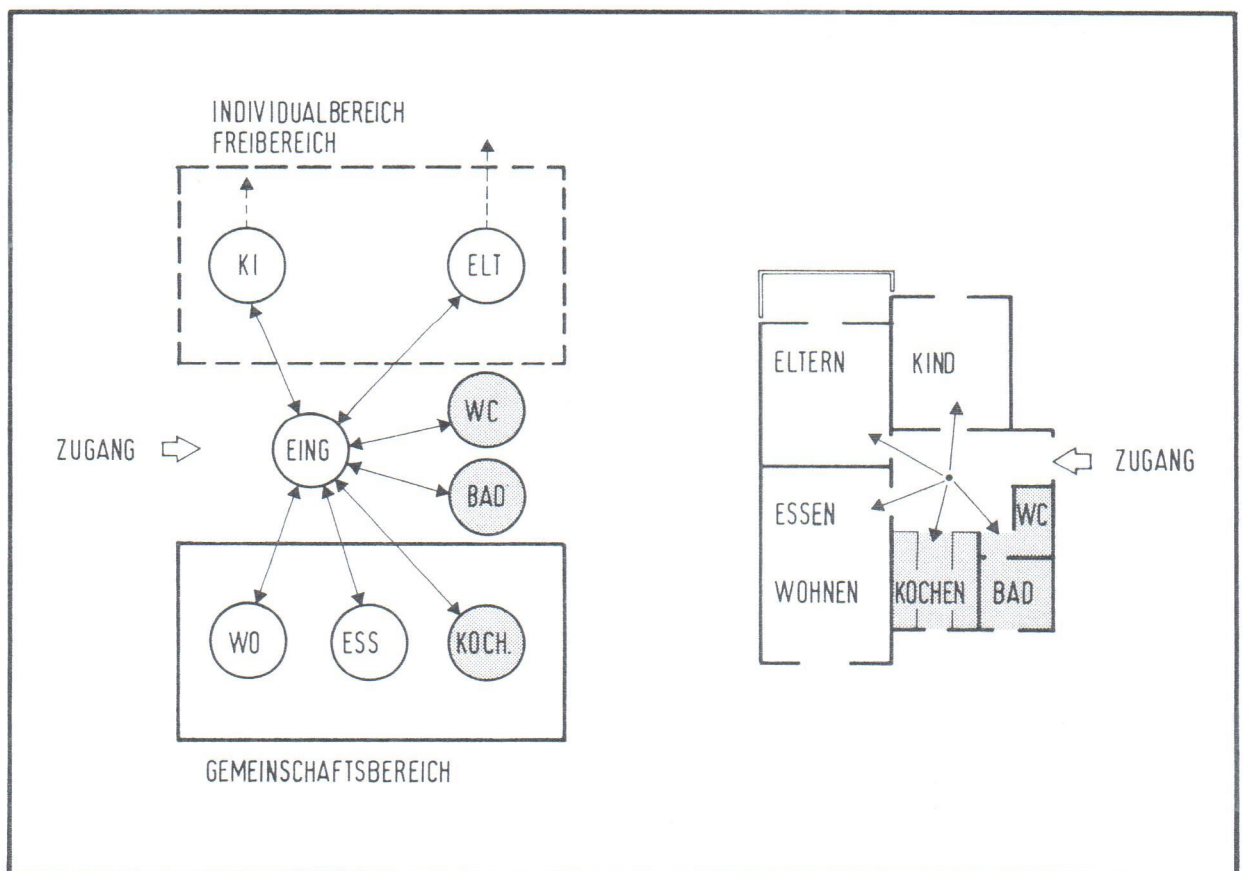 INDIVIDUALBEREICH
FREIBEREICH
KI
ELT
WC
ZUGANG
EING
BAD
WO
ESS
KOCH.
GEMEINSCHAFTSBEREICH
ELTERN
KIND
ZUGANG
ESSEN
WC
WOHNEN
KOCHEN
BAD